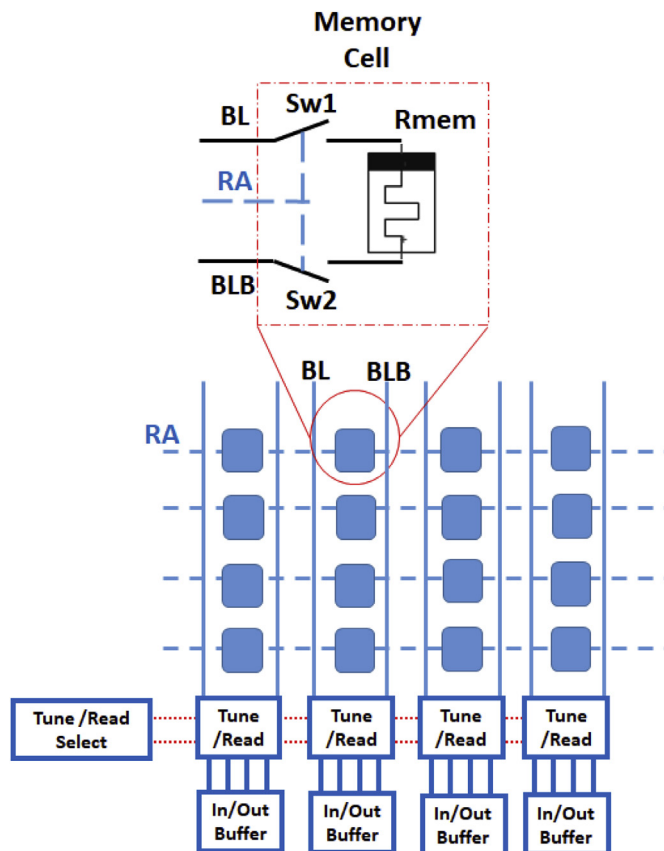 Memory
Cell
Sw1
BL
Rmem
RA
+
BLB
Sw2
BL BLB
RA
Tune /Read
Select
Tune
/Read
Tune
/Read
Tune
/Read
Tune
/Read
In/Out
Buffer
In/Out
Buffer
In/Out
Buffer
In/Out
Buffer